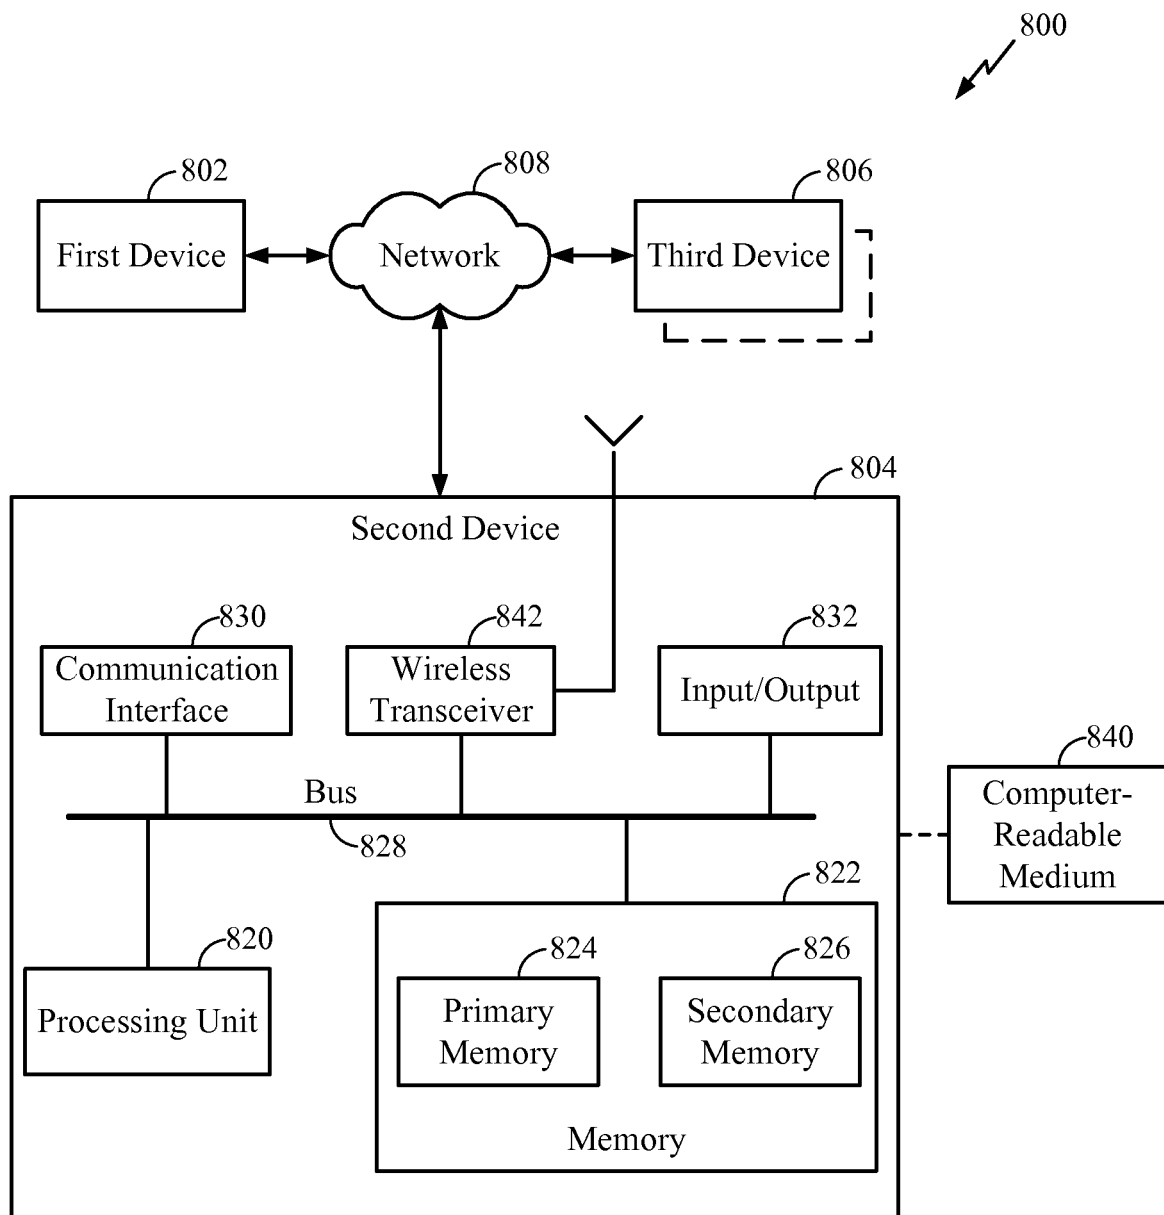 800
802
808
806
First Device
Network
Third Device
804
Second Device
830
842
832
Communication
Interface
Wireless
Transceiver
Input/Output
840
Computer-
Readable
Medium
Bus
828
822
820
824
826
Processing Unit
Primary
Memory
Secondary
Memory
Memory